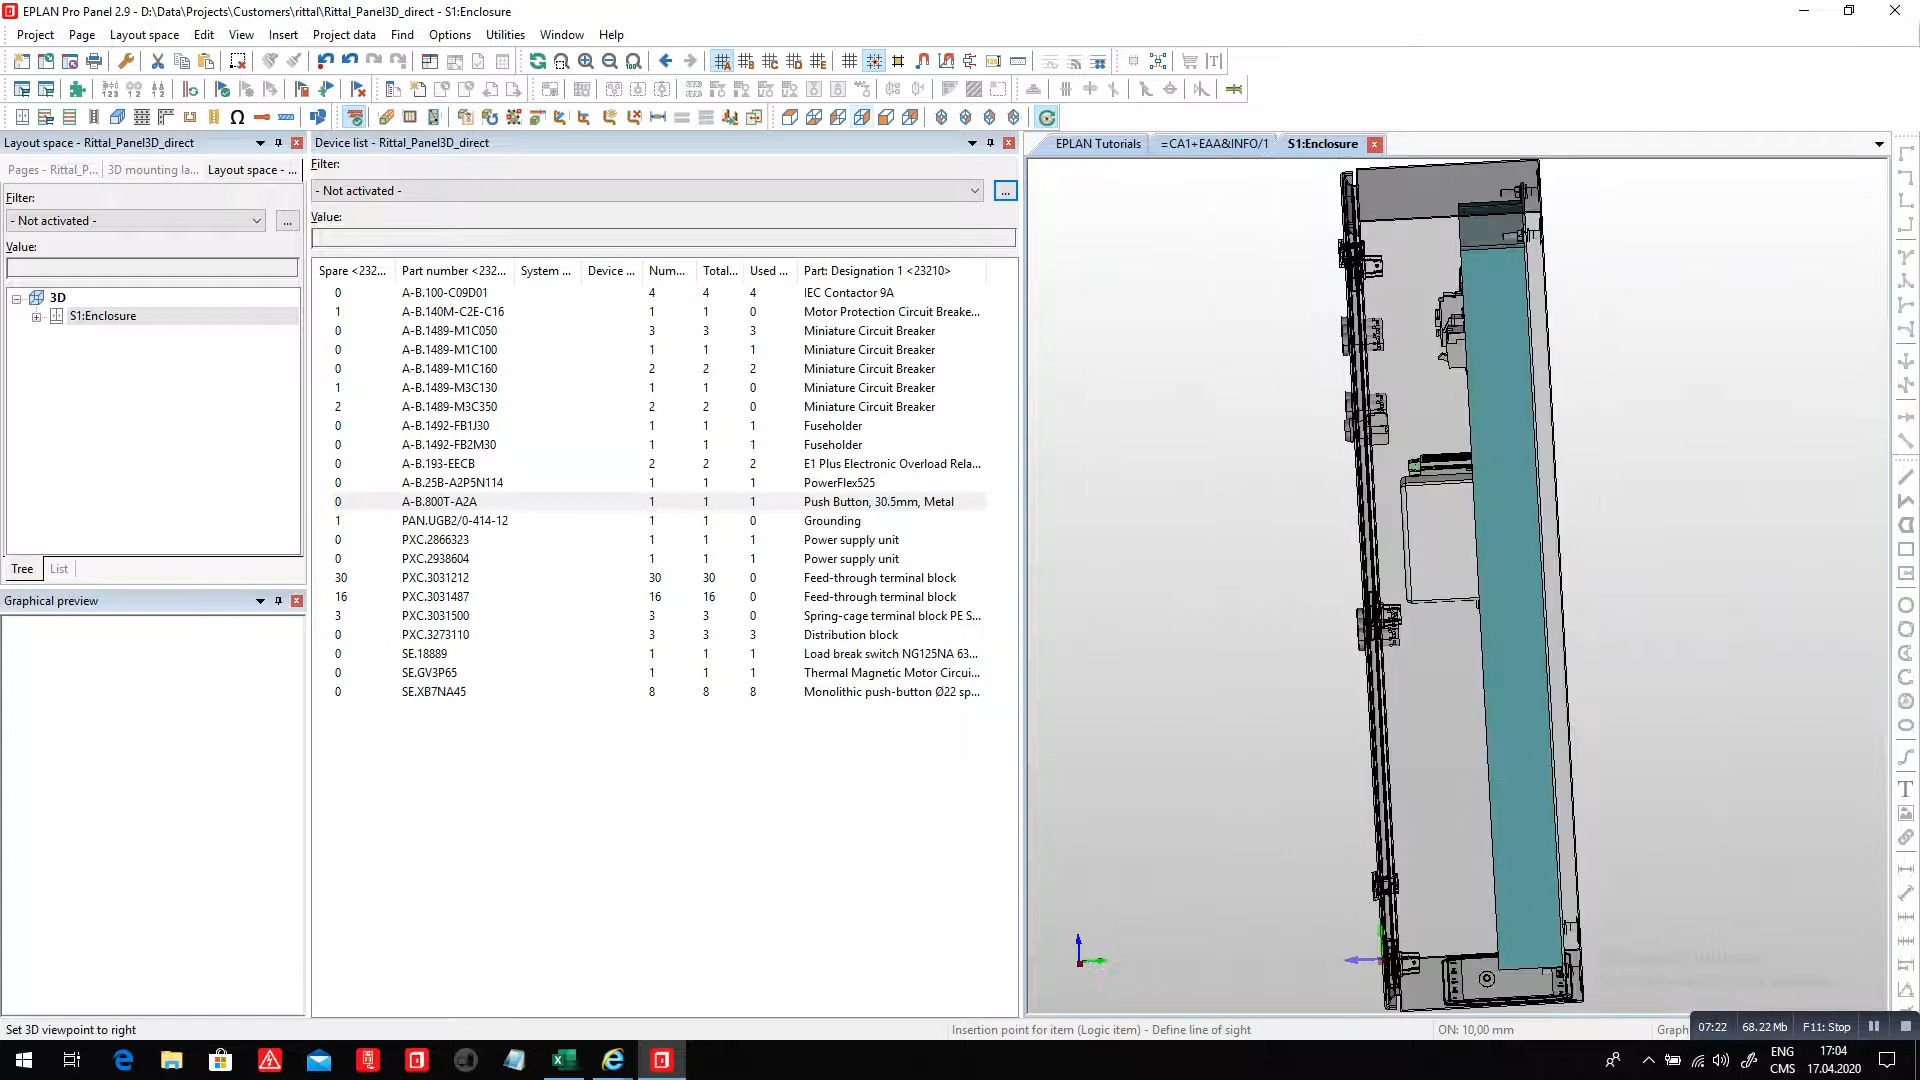 EPLAN Pro Panel 2.9 - D:\Data\Projects\Customers\rittal\Rittal_Panel3D_direct - S1:Enclosure
Project Page Layout space Edit View Insert Project data Find Options Utilities Window Help
Layout space - Rittal_Panel3D_direct
Pages - Rittal_P... 3D mounting la... Layout space - ...
Filter:
- Not activated - ...
Value:
3D
S1:Enclosure
Tree List
Graphical preview
Device list - Rittal_Panel3D_direct
Filter:
- Not activated - ...
Value:
Spare <232... Part number <232... System ... Device ... Num... Total... Used ... Part: Designation 1 <23210>
0 A-B.100-C09D01 4 4 4 IEC Contactor 9A
1 A-B.140M-C2E-C16 1 1 0 Motor Protection Circuit Breake...
0 A-B.1489-M1C050 3 3 3 Miniature Circuit Breaker
0 A-B.1489-M1C100 1 1 1 Miniature Circuit Breaker
0 A-B.1489-M1C160 2 2 2 Miniature Circuit Breaker
1 A-B.1489-M3C130 1 1 0 Miniature Circuit Breaker
2 A-B.1489-M3C350 2 2 0 Miniature Circuit Breaker
0 A-B.1492-FB1J30 1 1 1 Fuseholder
0 A-B.1492-FB2M30 1 1 1 Fuseholder
0 A-B.193-EECB 2 2 2 E1 Plus Electronic Overload Rela...
0 A-B.25B-A2P5N114 1 1 1 PowerFlex525
0 A-B.800T-A2A 1 1 1 Push Button, 30.5mm, Metal
1 PAN.UGB2/0-414-12 1 1 0 Grounding
0 PXC.2866323 1 1 1 Power supply unit
0 PXC.2938604 1 1 1 Power supply unit
30 PXC.3031212 30 30 0 Feed-through terminal block
16 PXC.3031487 16 16 0 Feed-through terminal block
3 PXC.3031500 3 3 0 Spring-cage terminal block PE S...
0 PXC.3273110 3 3 3 Distribution block
0 SE.18889 1 1 1 Load break switch NG125NA 63...
0 SE.GV3P65 1 1 1 Thermal Magnetic Motor Circui...
0 SE.XB7NA45 8 8 8 Monolithic push-button Ø22 sp...
EPLAN Tutorials =CA1+EAA&INFO/1 S1:Enclosure
Set 3D viewpoint to right Insertion point for item (Logic item) - Define line of sight ON: 10,00 mm Graph
07:22 68.22 Mb F11: Stop
ENG 17:04
CMS 17.04.2020